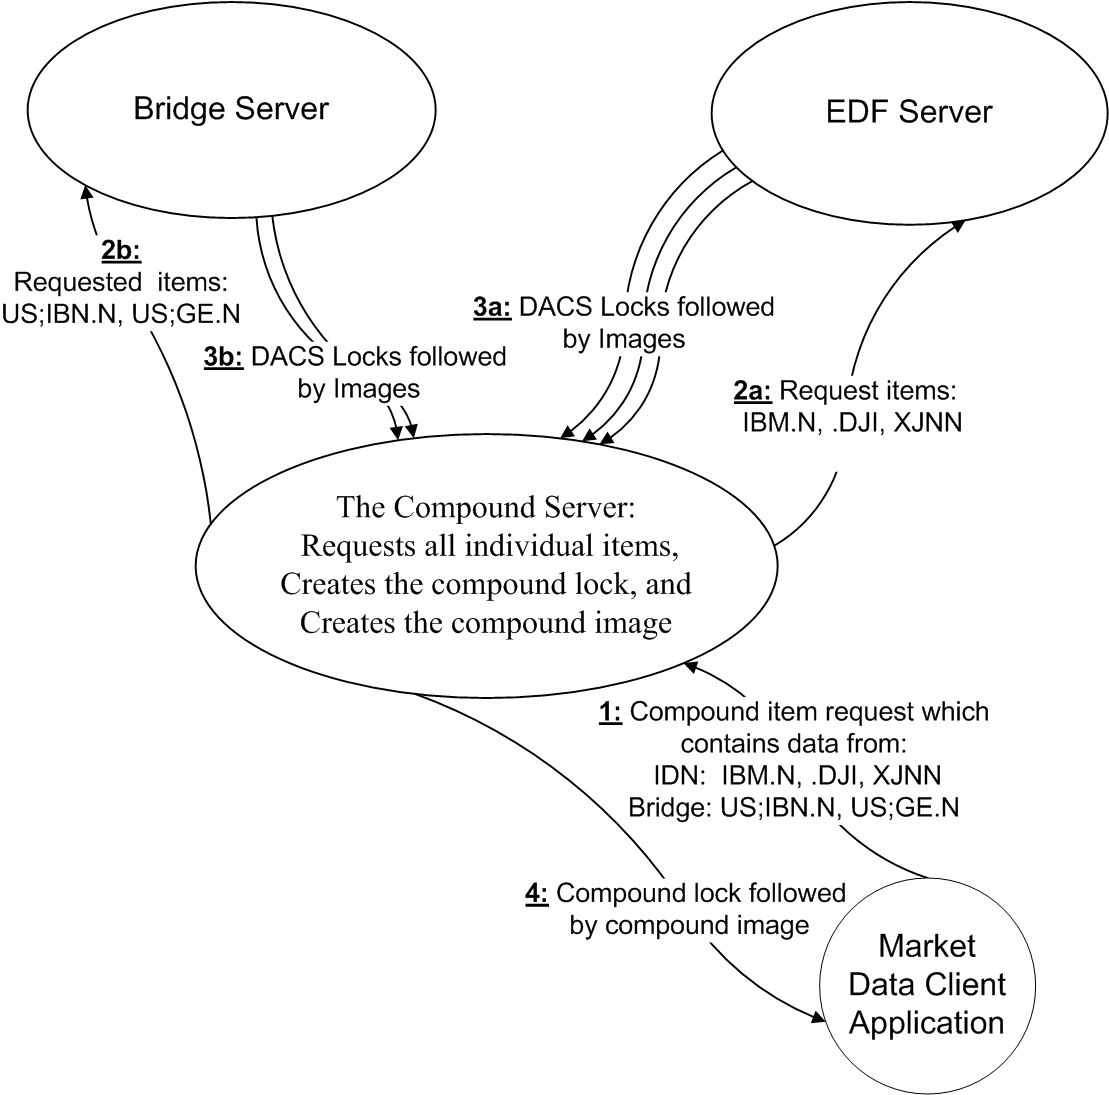 Bridge Server
EDF Server
2b:
Requested items:
US;IBN.N, US;GE.N
3a: DACS Locks followed
by Images
3b: DACS Locks followed
by Images
2a: Request items:
IBM.N, .DJI, XJNN
The Compound Server:
Requests all individual items,
Creates the compound lock, and
Creates the compound image
1: Compound item request which
contains data from:
IDN: IBM.N, .DJI, XJNN
Bridge: US;IBN.N, US;GE.N
4: Compound lock followed
by compound image
Market
Data Client
Application